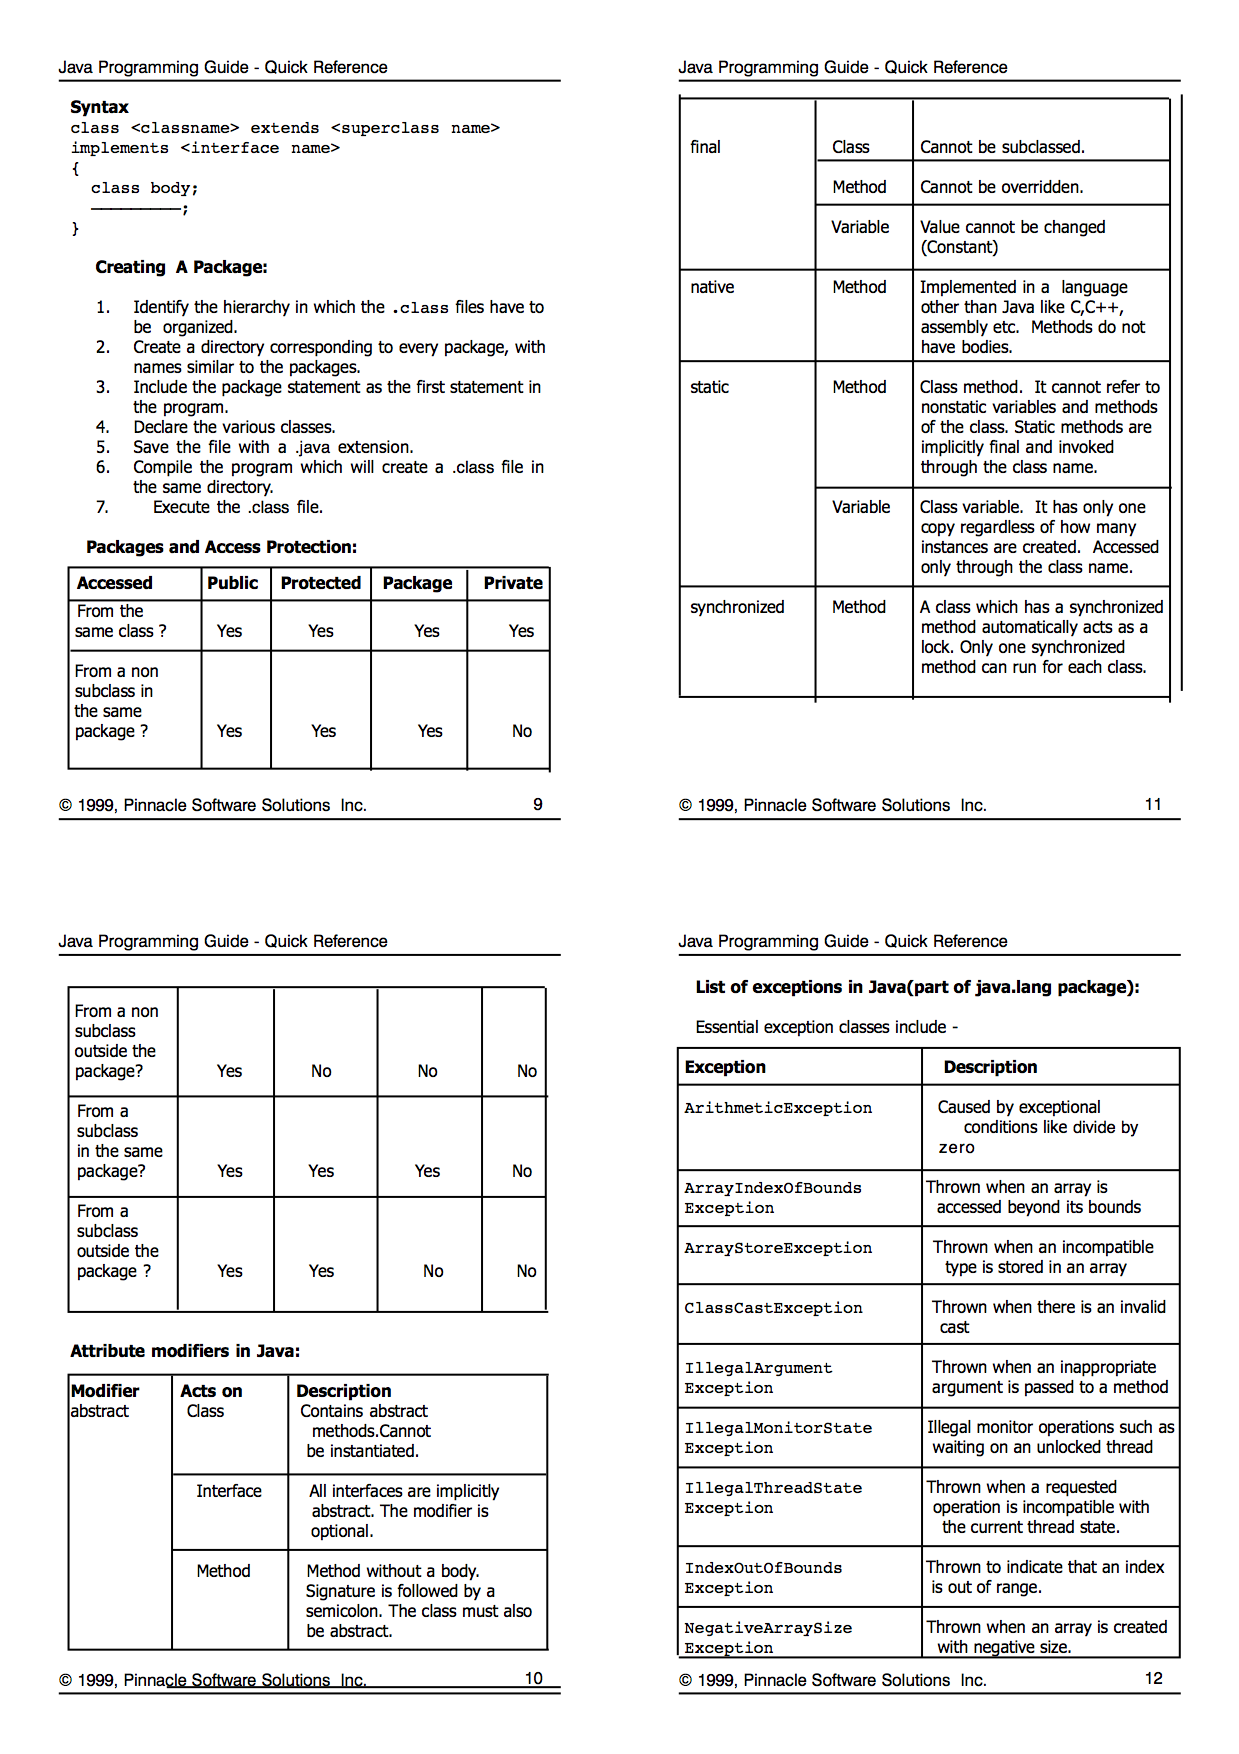 Java Programming Guide - Quick Reference
Syntax
class <classname> extends <superclass name>
implements <interface name>
{
class body;
—————————;
}
Creating A Package:
1. Identify the hierarchy in which the .class files have to
be organized.
2. Create a directory corresponding to every package, with
names similar to the packages.
3. Include the package statement as the first statement in
the program.
4. Declare the various classes.
5. Save the file with a .java extension.
6. Compile the program which will create a .class file in
the same directory.
7. Execute the .class file.
Packages and Access Protection:
Accessed Public Protected Package Private
From the
same class ? Yes Yes Yes Yes
From a non
subclass in
the same
package ? Yes Yes Yes No
© 1999, Pinnacle Software Solutions Inc. 9
Java Programming Guide - Quick Reference
final Class Cannot be subclassed.
Method Cannot be overridden.
Variable Value cannot be changed
(Constant)
native Method Implemented in a language
other than Java like C,C++,
assembly etc. Methods do not
have bodies.
static Method Class method. It cannot refer to
nonstatic variables and methods
of the class. Static methods are
implicitly final and invoked
through the class name.
Variable Class variable. It has only one
copy regardless of how many
instances are created. Accessed
only through the class name.
synchronized Method A class which has a synchronized
method automatically acts as a
lock. Only one synchronized
method can run for each class.
© 1999, Pinnacle Software Solutions Inc. 11
Java Programming Guide - Quick Reference
From a non
subclass
outside the
package? Yes No No No
From a
subclass
in the same
package? Yes Yes Yes No
From a
subclass
outside the
package ? Yes Yes No No
Attribute modifiers in Java:
Modifier Acts on Description
abstract Class Contains abstract
methods.Cannot
be instantiated.
Interface All interfaces are implicitly
abstract. The modifier is
optional.
Method Method without a body.
Signature is followed by a
semicolon. The class must also
be abstract.
© 1999, Pinnacle Software Solutions Inc. 10
Java Programming Guide - Quick Reference
List of exceptions in Java(part of java.lang package):
Essential exception classes include -
Exception Description
ArithmeticException Caused by exceptional
conditions like divide by
zero
ArrayIndexOfBounds Thrown when an array is
Exception accessed beyond its bounds
ArrayStoreException Thrown when an incompatible
type is stored in an array
ClassCastException Thrown when there is an invalid
cast
IllegalArgument Thrown when an inappropriate
Exception argument is passed to a method
IllegalMonitorState Illegal monitor operations such as
Exception waiting on an unlocked thread
IllegalThreadState Thrown when a requested
Exception operation is incompatible with
the current thread state.
IndexOutOfBounds Thrown to indicate that an index
Exception is out of range.
NegativeArraySize Thrown when an array is created
Exception with negative size.
© 1999, Pinnacle Software Solutions Inc. 12